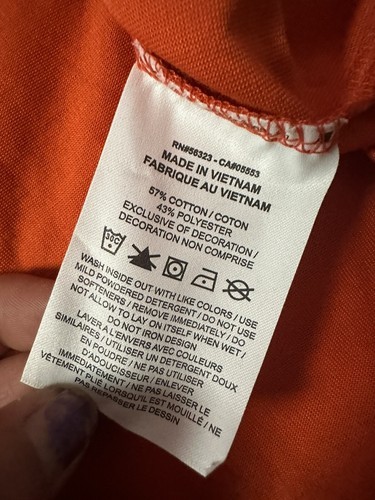 RN#56323 - CA#05553
MADE IN VIETNAM
FABRIQUE AU VIETNAM
57% COTTON / COTON
43% POLYESTER
EXCLUSIVE OF DECORATION /
DECORATION NON COMPRISE
30C
WASH INSIDE OUT WITH LIKE COLORS / USE
MILD POWDERED DETERGENT / DO NOT USE
SOFTENERS / REMOVE IMMEDIATELY / DO
NOT ALLOW TO LAY ON ITSELF WHEN WET /
DO NOT IRON DESIGN
LAVER A L'ENVERS AVEC COULEURS
SIMILAIRES / UTILISER UN DETERGENT DOUX
EN POUDRE / NE PAS UTILISER
D'ADOUCISSEUR / ENLEVER
IMMÉDIATEMENT / NE PAS LAISSER LE
VÊTEMENT PLIÉ LORSQU'IL EST MOUILLÉ / NE
PAS REPASSER LE DESSIN